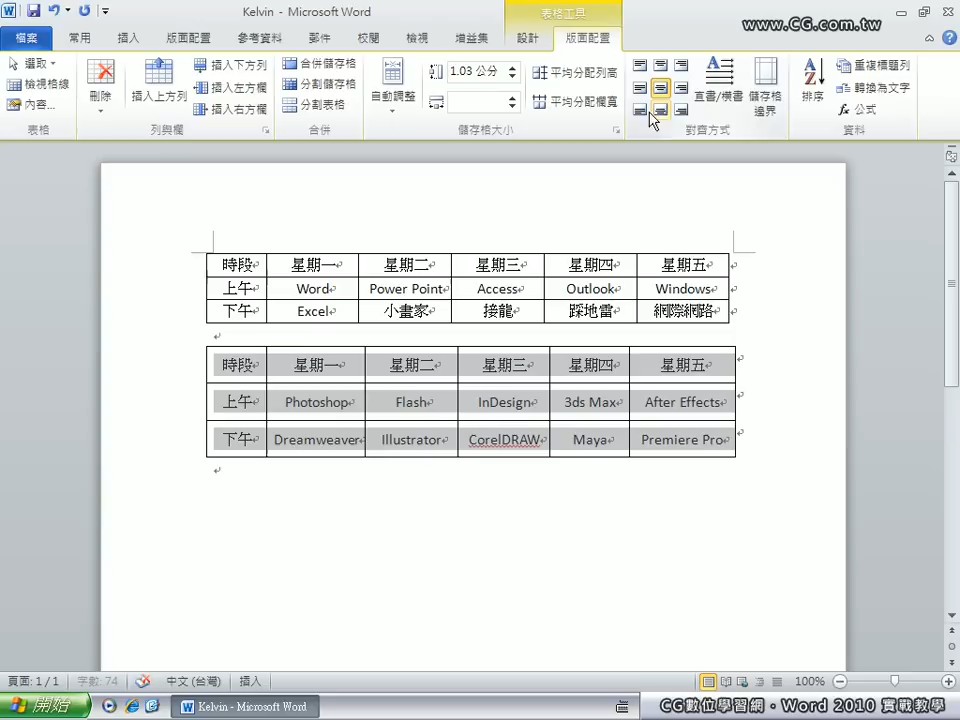 Kelvin - Microsoft Word
表格工具
www.CG.com.tw
檔案 常用 插入 版面配置 參考資料 郵件 校閱 檢視 增益集 設計 版面配置
選取
檢視格線
內容...
表格
刪除
插入上方列
插入下方列
插入左方欄
插入右方欄
列與欄
合併儲存格
分割儲存格
分割表格
合併
自動調整
1.03 公分
平均分配列高
平均分配欄寬
儲存格大小
直書/橫書
儲存格
邊界
對齊方式
排序
重複標題列
轉換為文字
fx 公式
資料
時段 星期一 星期二 星期三 星期四 星期五
上午 Word Power Point Access Outlook Windows
下午 Excel 小畫家 接龍 踩地雷 網際網路
時段 星期一 星期二 星期三 星期四 星期五
上午 Photoshop Flash InDesign 3ds Max After Effects
下午 Dreamweaver Illustrator CorelDRAW Maya Premiere Pro
頁面: 1/1 字數: 74 中文 (台灣) 插入 100%
開始 Kelvin - Microsoft Word CG數位學習網・Word 2010 實戰教學